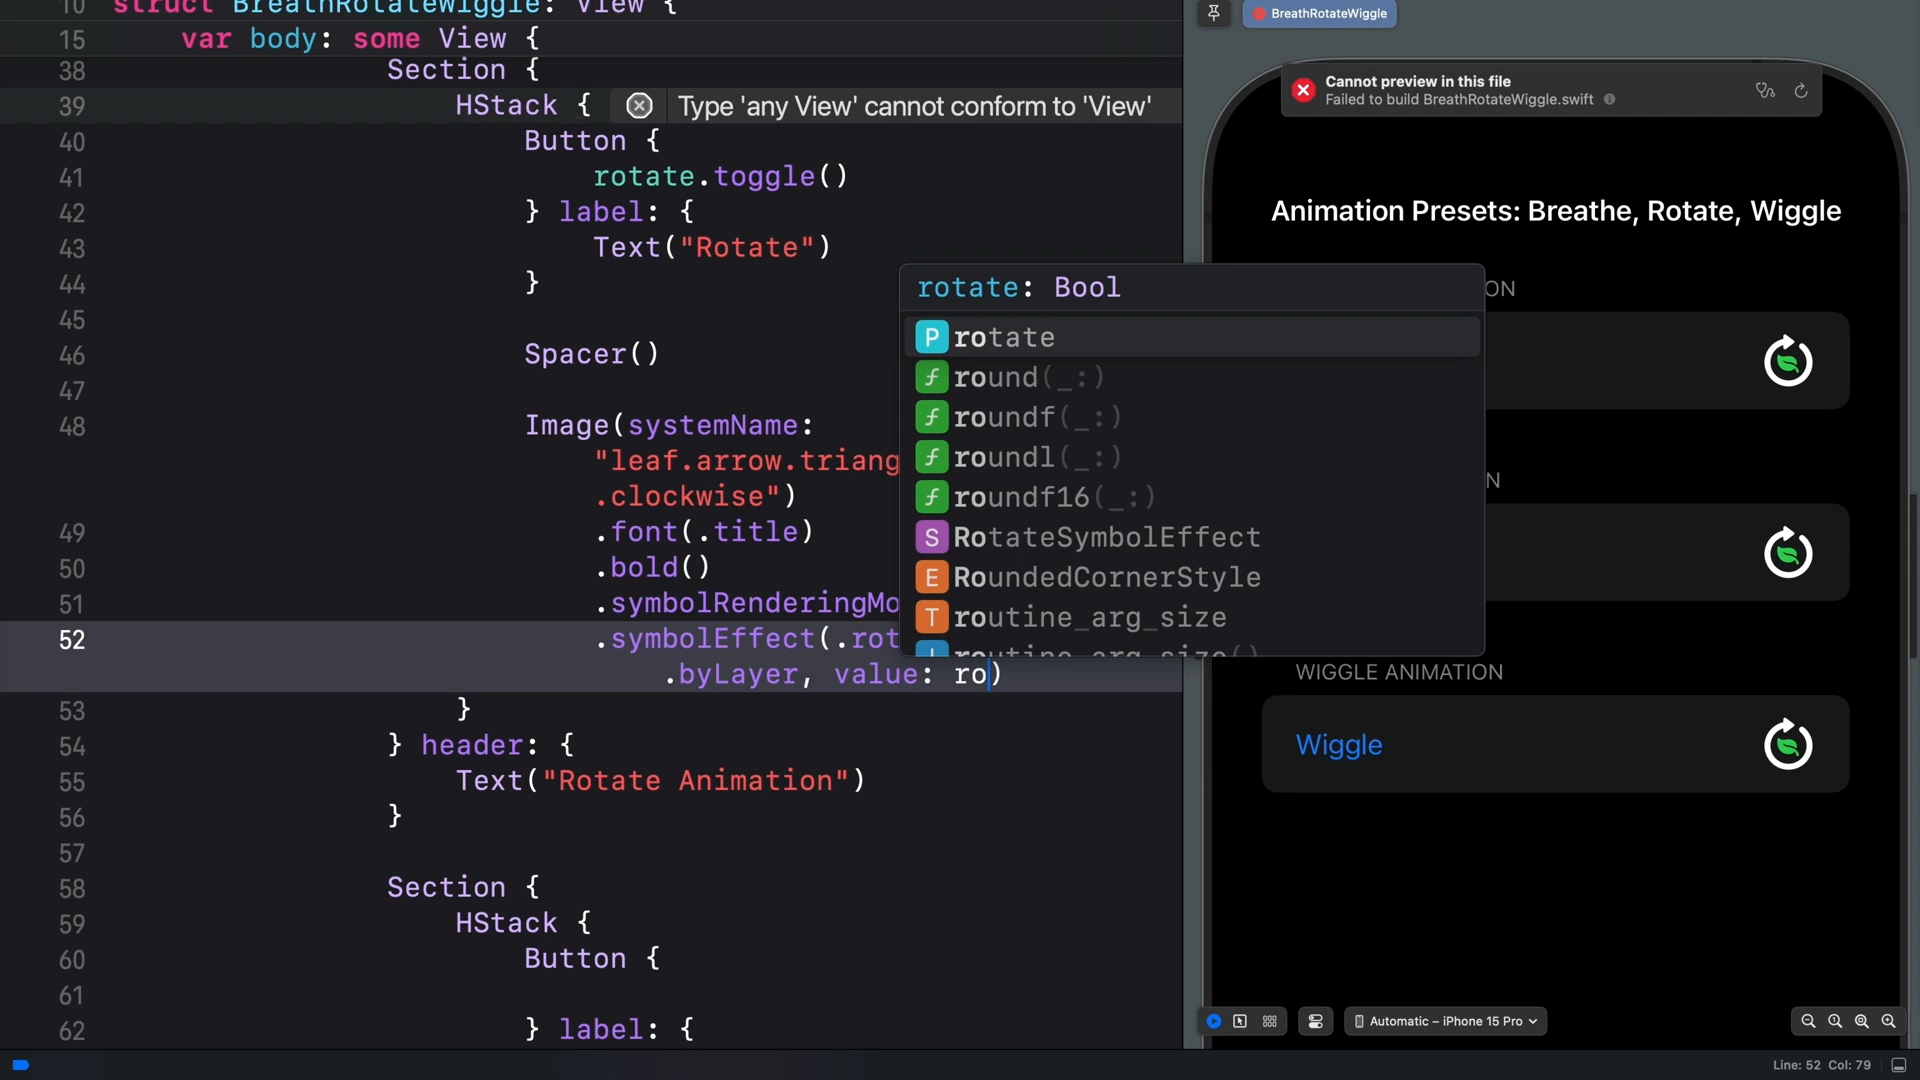 10 struct BreathRotateWiggle: View {
15 var body: some View {
38 Section {
39 HStack { Type 'any View' cannot conform to 'View'
40 Button {
41 rotate.toggle()
42 } label: {
43 Text("Rotate")
44 }
45
46 Spacer()
47
48 Image(systemName:
"leaf.arrow.triang
.clockwise")
49 .font(.title)
50 .bold()
51 .symbolRenderingMo
52 .symbolEffect(.rot
.byLayer, value: ro)
53 }
54 } header: {
55 Text("Rotate Animation")
56 }
57
58 Section {
59 HStack {
60 Button {
61
62 } label: {
rotate: Bool
P rotate
f round(_:)
f roundf(_:)
f roundl(_:)
f roundf16(_:)
S RotateSymbolEffect
E RoundedCornerStyle
T routine_arg_size
routine_arg_size()
BreathRotateWiggle
Cannot preview in this file
Failed to build BreathRotateWiggle.swift
Animation Presets: Breathe, Rotate, Wiggle
ON
N
WIGGLE ANIMATION
Wiggle
Automatic – iPhone 15 Pro
Line: 52 Col: 79